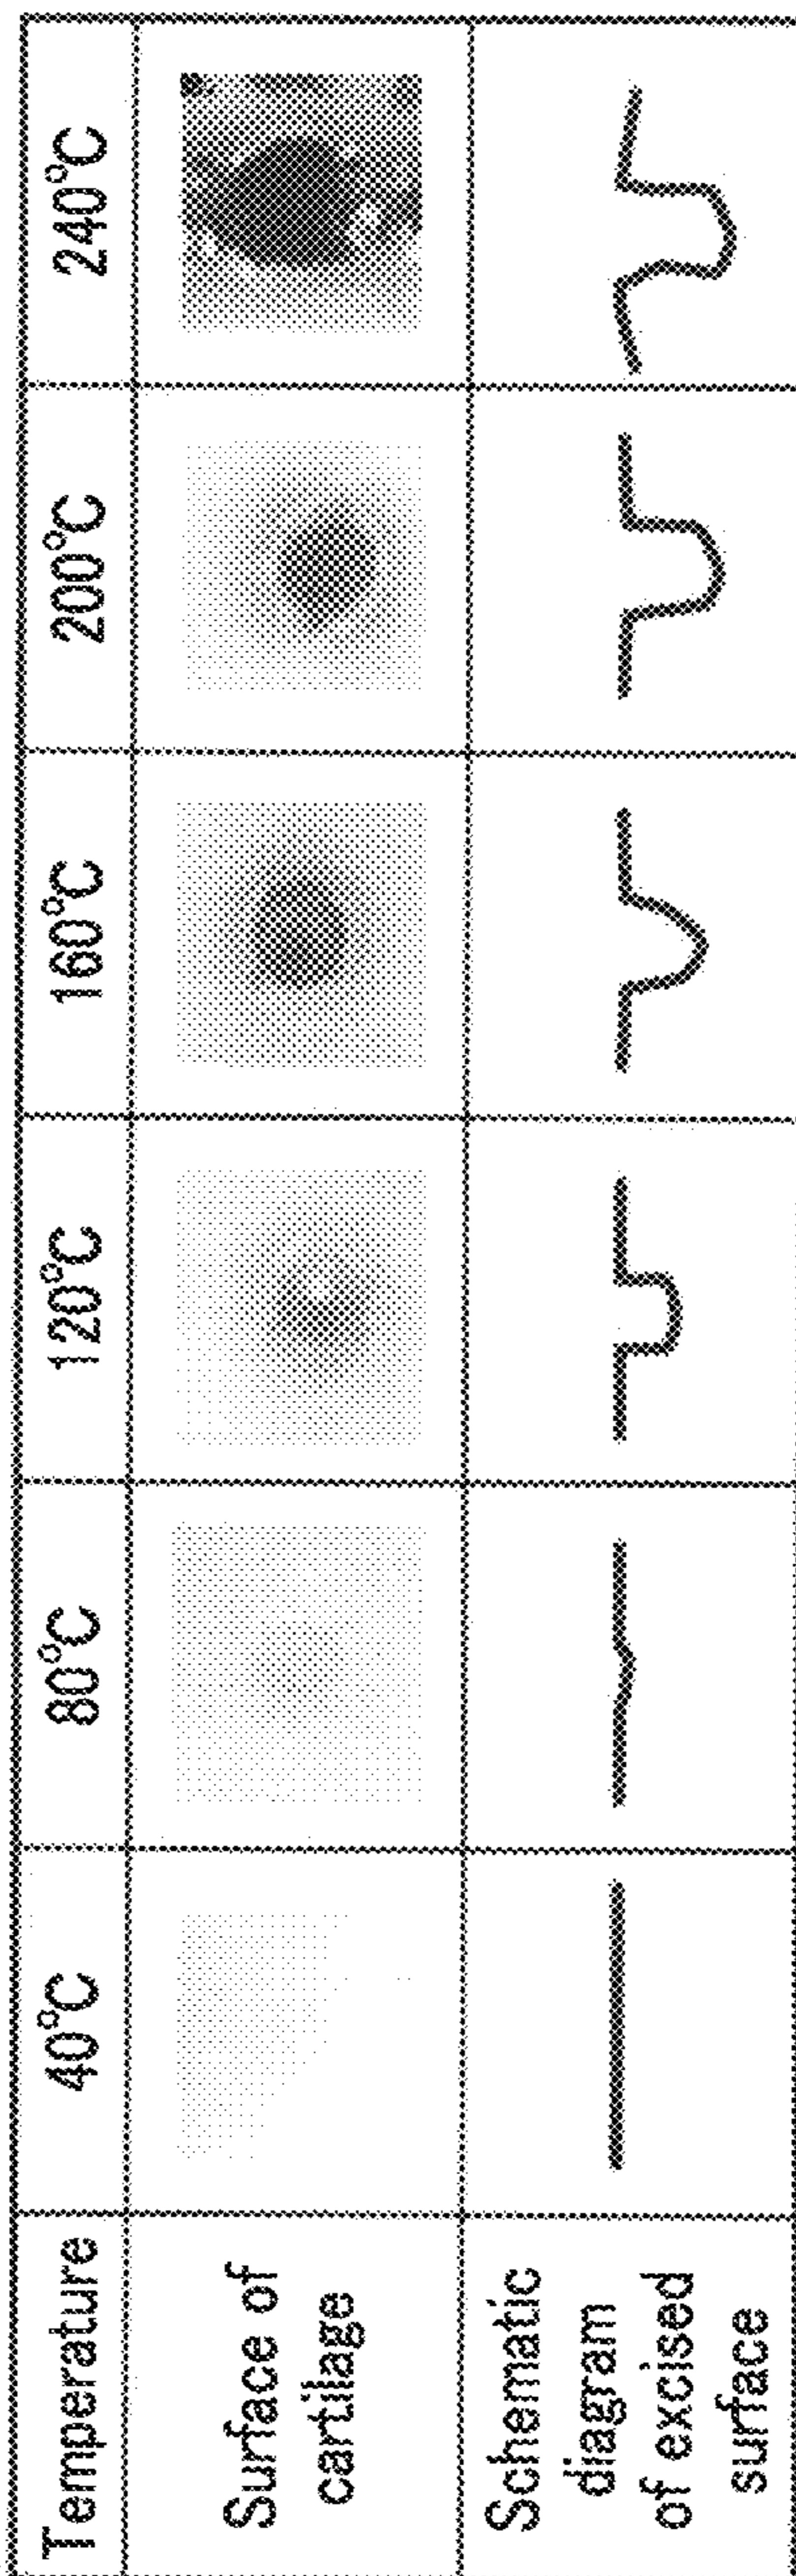 Temperature
40°C
80°C
120°C
160°C
200°C
240°C
Surface of
cartilage
Schematic
diagram
of excised
surface